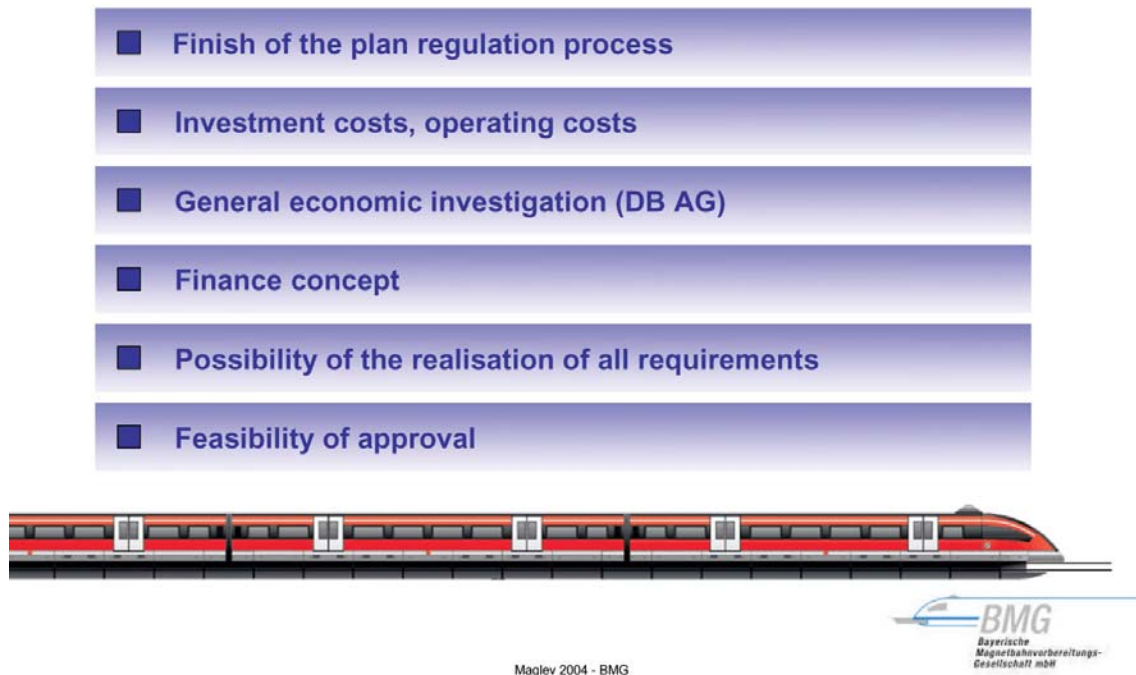 Finish of the plan regulation process
Investment costs, operating costs
General economic investigation (DB AG)
Finance concept
Possibility of the realisation of all requirements
Feasibility of approval
BMG
Bayerische
Magnetbahnvorbereitungs-
Gesellschaft mbH
Maglev 2004 - BMG